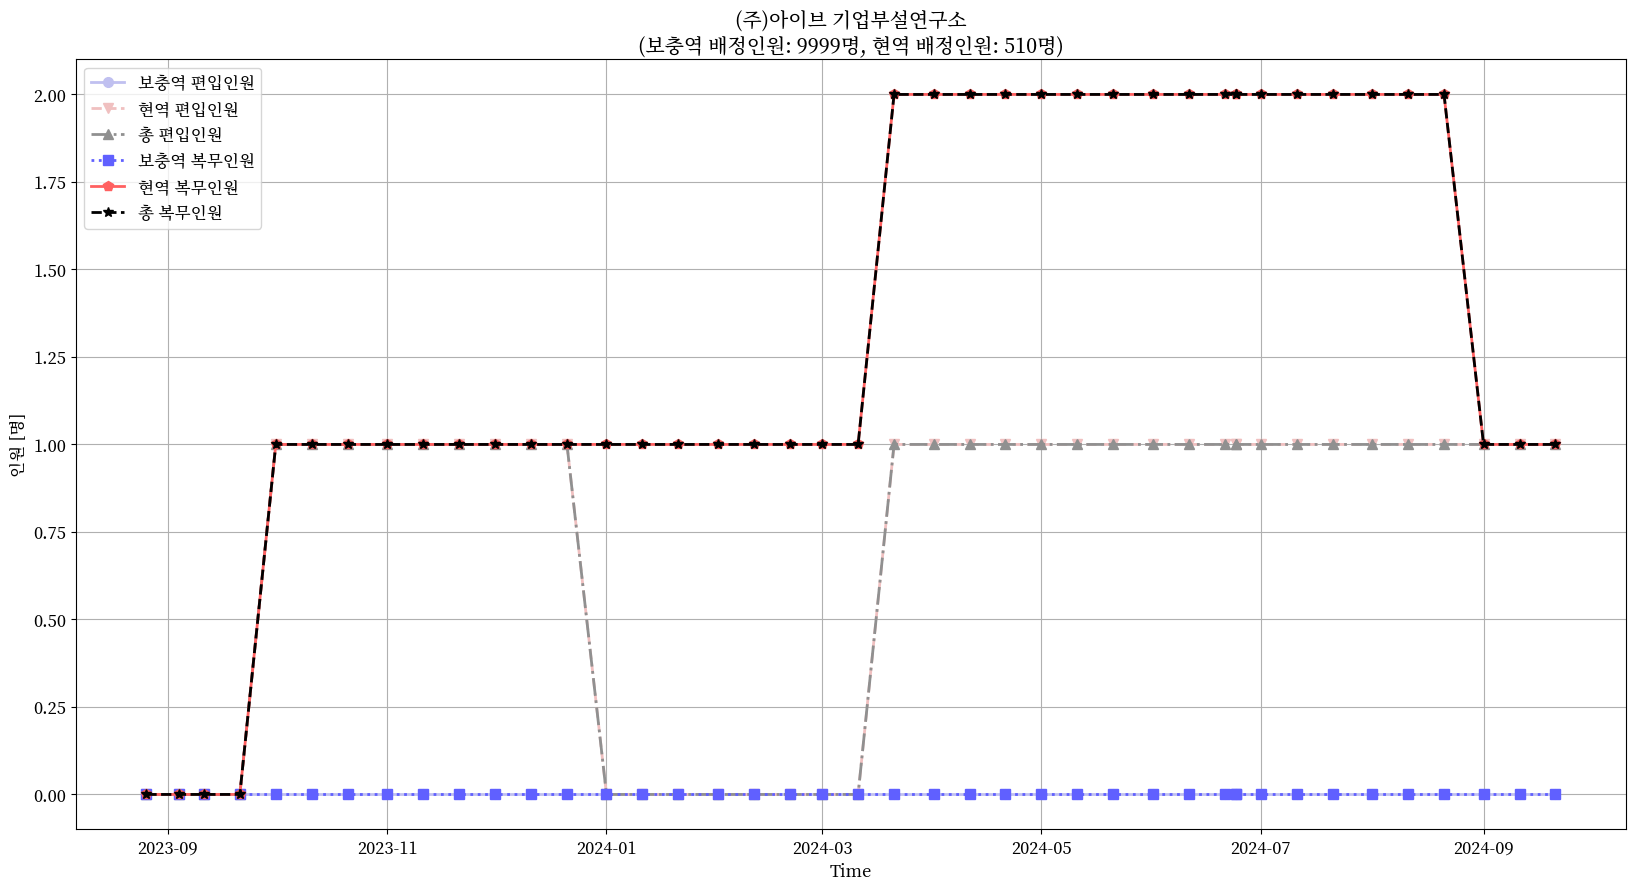 (주)아이브 기업부설연구소
(보충역 배정인원: 9999명, 현역 배정인원: 510명)
보충역 편입인원
현역 편입인원
총 편입인원
보충역 복무인원
현역 복무인원
총 복무인원
2.00
1.75
1.50
1.25
1.00
0.75
0.50
0.25
0.00
인원 [명]
2023-09
2023-11
2024-01
2024-03
2024-05
2024-07
2024-09
Time